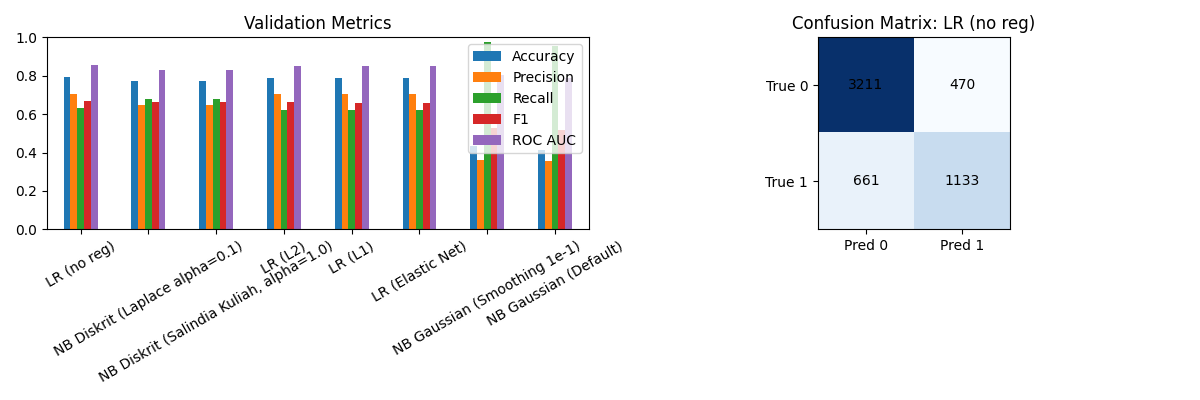 Validation Metrics
1.0
0.8
0.6
0.4
0.2
0.0
Accuracy
Precision
Recall
F1
ROC AUC
LR (no reg)
NB Diskrit (Laplace alpha=0.1)
NB Diskrit (Salindia Kuliah, alpha=1.0)
LR (L2)
LR (L1)
LR (Elastic Net)
NB Gaussian (Smoothing 1e-1)
NB Gaussian (Default)
Confusion Matrix: LR (no reg)
True 0
3211
470
True 1
661
1133
Pred 0
Pred 1